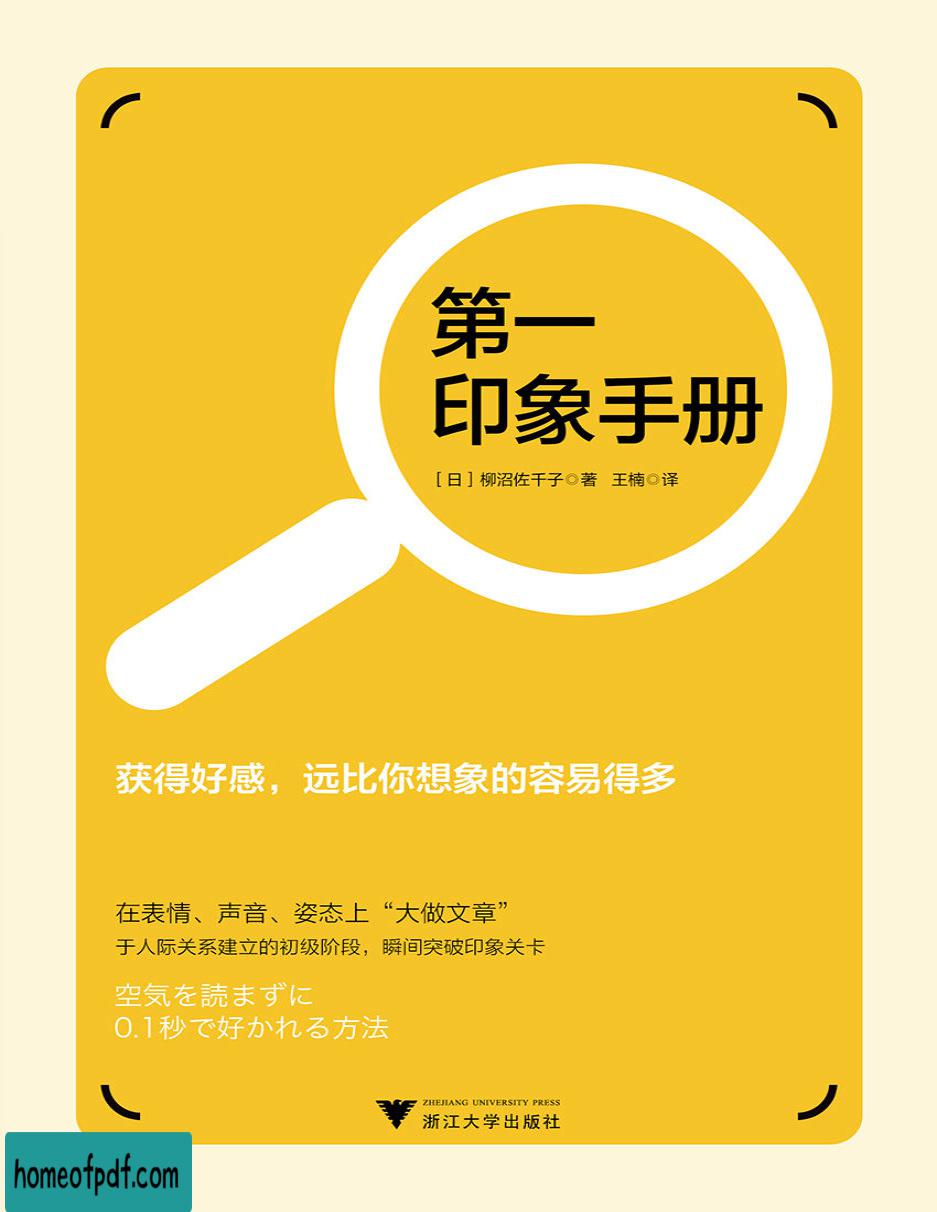 第一
印象手册
［日］柳沼佐千子◎著 王楠◎译
获得好感，远比你想象的容易得多
在表情、声音、姿态上“大做文章”
于人际关系建立的初级阶段，瞬间突破印象关卡
空気を読まずに
0.1秒で好かれる方法
ZHEJIANG UNIVERSITY PRESS
浙江大学出版社
homeofpdf.com